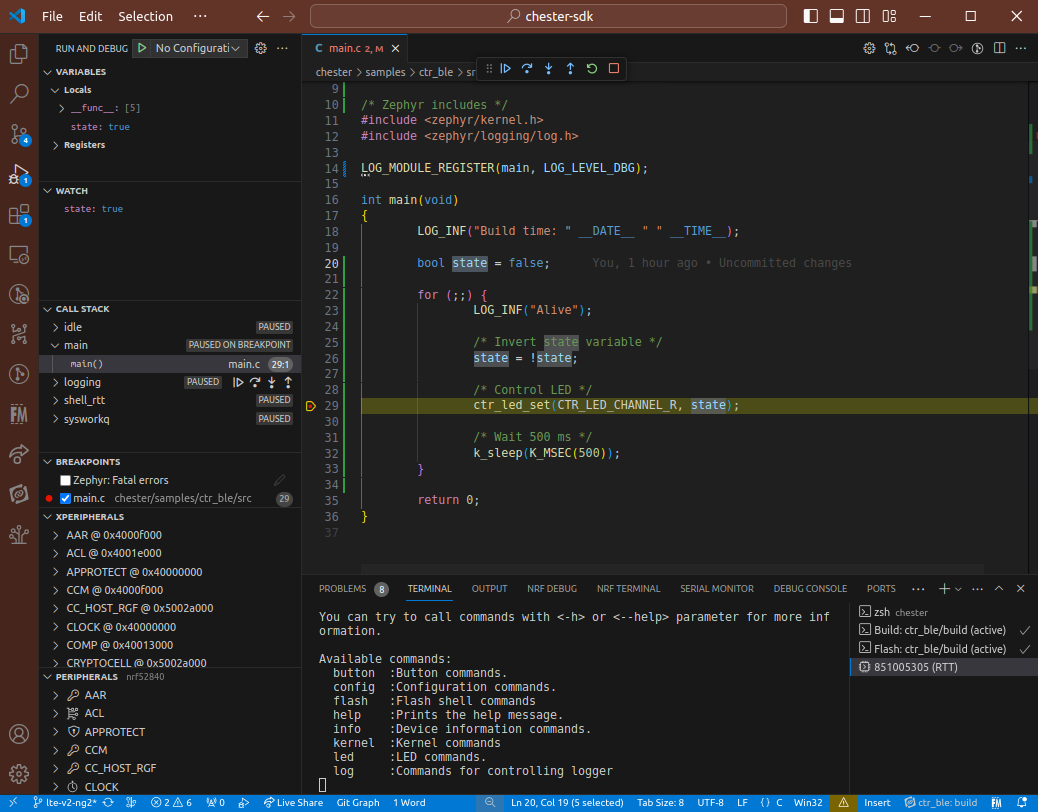 File Edit Selection ··· chester-sdk
RUN AND DEBUG No Configurati ···
VARIABLES
Locals
__func__: [5]
state: true
Registers
WATCH
state: true
CALL STACK
idle PAUSED
main PAUSED ON BREAKPOINT
main() main.c 29:1
logging PAUSED
shell_rtt PAUSED
sysworkq PAUSED
BREAKPOINTS
Zephyr: Fatal errors
main.c chester/samples/ctr_ble/src 29
XPERIPHERALS
AAR @ 0x4000f000
ACL @ 0x4001e000
APPROTECT @ 0x40000000
CCM @ 0x4000f000
CC_HOST_RGF @ 0x5002a000
CLOCK @ 0x40000000
COMP @ 0x40013000
CRYPTOCELL @ 0x5002a000
PERIPHERALS nrf52840
AAR
ACL
APPROTECT
CCM
CC_HOST_RGF
CLOCK
4
1
1
C main.c 2, M
chester > samples > ctr_ble > sr
9
10 /* Zephyr includes */
11 #include <zephyr/kernel.h>
12 #include <zephyr/logging/log.h>
13
14 LOG_MODULE_REGISTER(main, LOG_LEVEL_DBG);
15
16 int main(void)
17 {
18 LOG_INF("Build time: " __DATE__ " " __TIME__);
19
20 bool state = false; You, 1 hour ago • Uncommitted changes
21
22 for (;;) {
23 LOG_INF("Alive");
24
25 /* Invert state variable */
26 state = !state;
27
28 /* Control LED */
29 ctr_led_set(CTR_LED_CHANNEL_R, state);
30
31 /* Wait 500 ms */
32 k_sleep(K_MSEC(500));
33 }
34
35 return 0;
36 }
37
PROBLEMS 8 TERMINAL OUTPUT NRF DEBUG NRF TERMINAL SERIAL MONITOR DEBUG CONSOLE PORTS ···
You can try to call commands with <-h> or <--help> parameter for more inf
ormation.
Available commands:
button :Button commands.
config :Configuration commands.
flash :Flash shell commands
help :Prints the help message.
info :Device information commands.
kernel :Kernel commands
led :LED commands.
log :Commands for controlling logger
zsh chester
Build: ctr_ble/build (active)
Flash: ctr_ble/build (active)
851005305 (RTT)
lte-v2-ng2* 2 6 0 Live Share Git Graph 1 Word Ln 20, Col 19 (5 selected) Tab Size: 8 UTF-8 LF {} C Win32 Insert ctr_ble: build